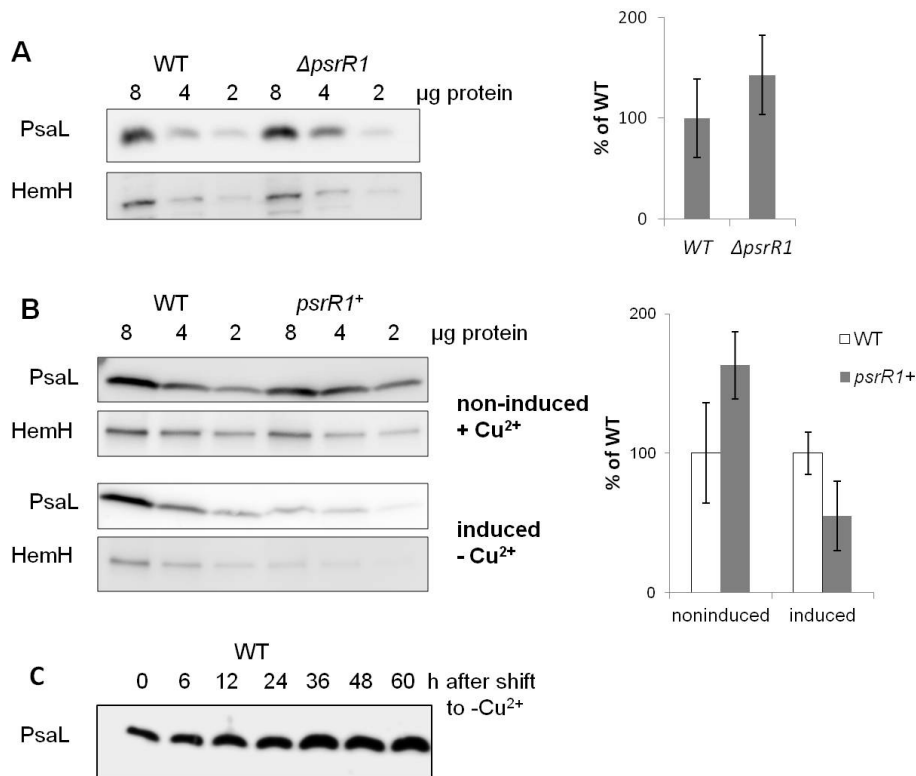 A
WT ΔpsrR1
8 4 2 8 4 2 µg protein
PsaL
HemH
200
100
0
% of WT
WT ΔpsrR1
B
WT psrR1⁺
8 4 2 8 4 2 µg protein
PsaL
HemH
non-induced
+ Cu²⁺
PsaL
HemH
induced
- Cu²⁺
200
100
0
% of WT
WT
psrR1+
noninduced induced
C
WT
0 6 12 24 36 48 60 h after shift
to -Cu²⁺
PsaL